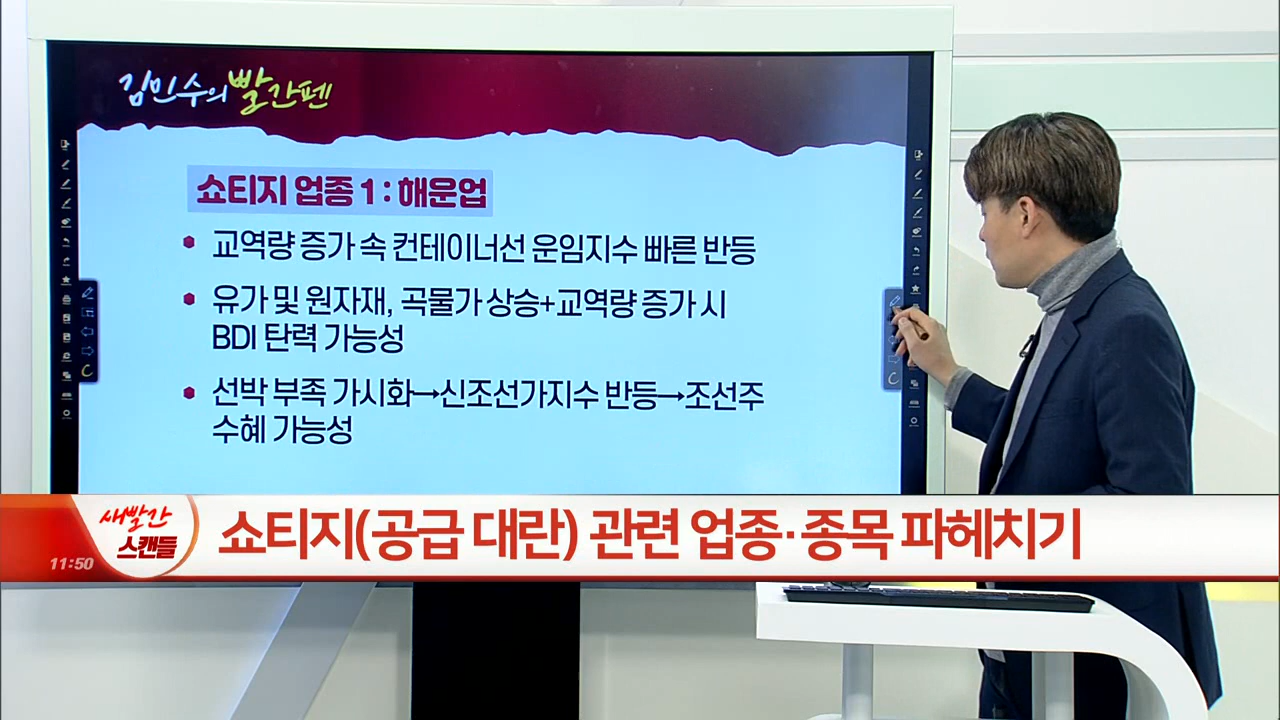 김민수의 빨간펜
쇼티지 업종 1 : 해운업
교역량 증가 속 컨테이너선 운임지수 빠른 반등
유가 및 원자재, 곡물가 상승+교역량 증가 시
BDI 탄력 가능성
선박 부족 가시화→신조선가지수 반등→조선주
수혜 가능성
새빨간
스캔들
11:50
쇼티지(공급 대란) 관련 업종·종목 파헤치기